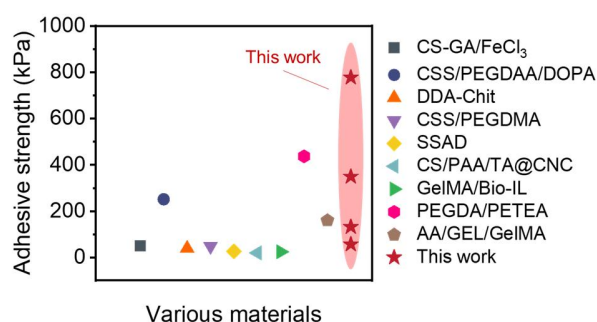 Adhesive strength (kPa)
1000
800
600
400
200
0
Various materials
This work
CS-GA/FeCl₃
CSS/PEGDAA/DOPA
DDA-Chit
CSS/PEGDMA
SSAD
CS/PAA/TA@CNC
GelMA/Bio-IL
PEGDA/PETEA
AA/GEL/GelMA
This work